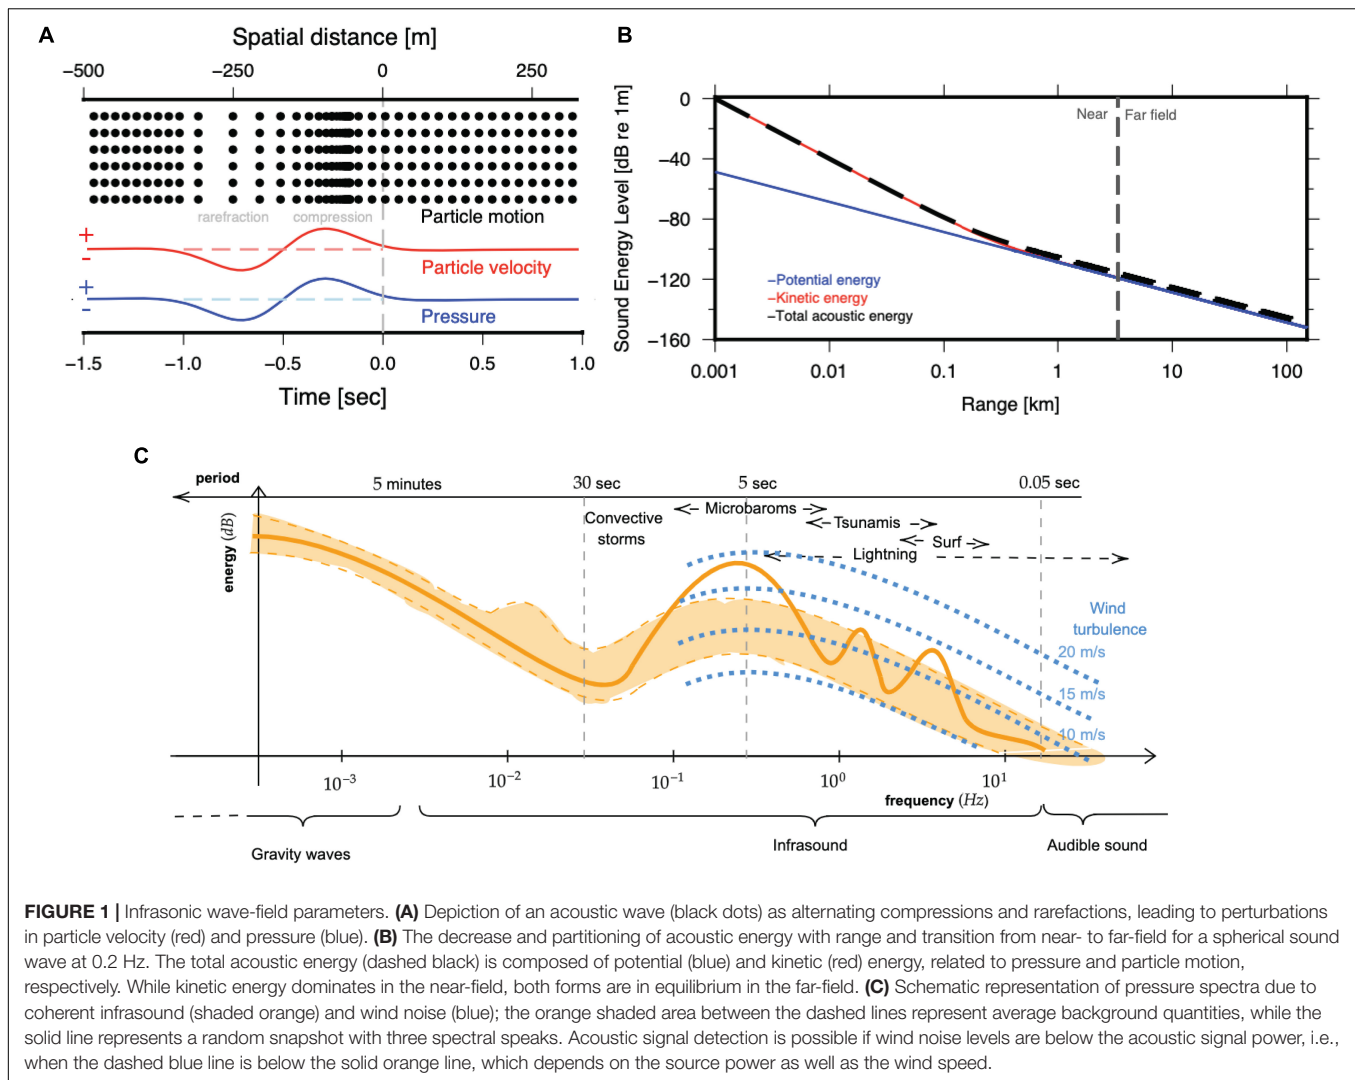 A
Spatial distance [m]
−500
−250
0
250
rarefraction
compression
Particle motion
+
-
Particle velocity
+
-
Pressure
−1.5
−1.0
−0.5
0.0
0.5
1.0
Time [sec]
B
Sound Energy Level [dB re 1m]
0
−40
−80
−120
−160
Near
Far field
–Potential energy
–Kinetic energy
–Total acoustic energy
0.001
0.01
0.1
1
10
100
Range [km]
C
period
5 minutes
30 sec
5 sec
0.05 sec
energy (dB)
Convective
storms
Microbaroms
Tsunamis
Surf
Lightning
Wind
turbulence
20 m/s
15 m/s
10 m/s
10⁻³
10⁻²
10⁻¹
10⁰
10¹
frequency (Hz)
Gravity waves
Infrasound
Audible sound
FIGURE 1 | Infrasonic wave-field parameters. (A) Depiction of an acoustic wave (black dots) as alternating compressions and rarefactions, leading to perturbations
in particle velocity (red) and pressure (blue). (B) The decrease and partitioning of acoustic energy with range and transition from near- to far-field for a spherical sound
wave at 0.2 Hz. The total acoustic energy (dashed black) is composed of potential (blue) and kinetic (red) energy, related to pressure and particle motion,
respectively. While kinetic energy dominates in the near-field, both forms are in equilibrium in the far-field. (C) Schematic representation of pressure spectra due to
coherent infrasound (shaded orange) and wind noise (blue); the orange shaded area between the dashed lines represent average background quantities, while the
solid line represents a random snapshot with three spectral speaks. Acoustic signal detection is possible if wind noise levels are below the acoustic signal power, i.e.,
when the dashed blue line is below the solid orange line, which depends on the source power as well as the wind speed.